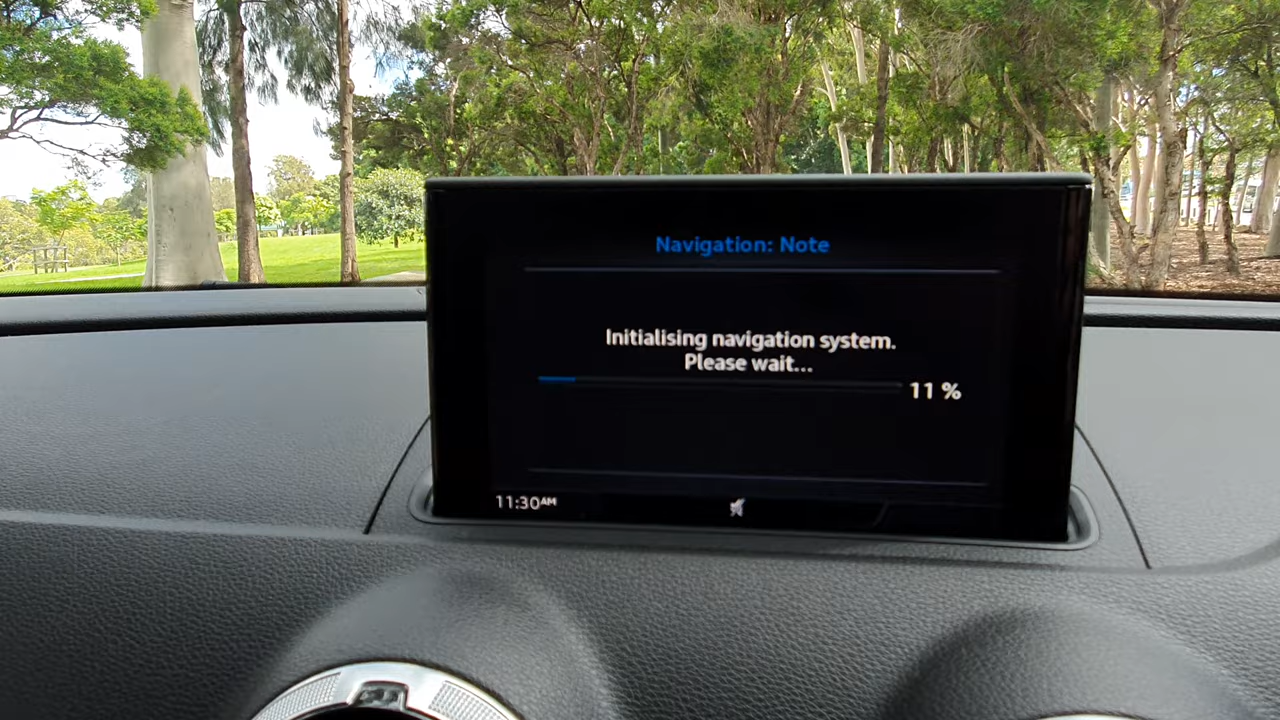 Navigation: Note
Initialising navigation system.
Please wait...
11 %
11:30AM